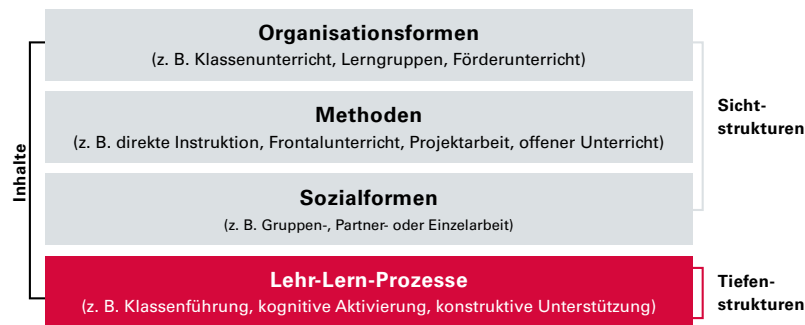 Organisationsformen
(z. B. Klassenunterricht, Lerngruppen, Förderunterricht)
Methoden
(z. B. direkte Instruktion, Frontalunterricht, Projektarbeit, offener Unterricht)
Sicht-
strukturen
Inhalte
Sozialformen
(z. B. Gruppen-, Partner- oder Einzelarbeit)
Lehr-Lern-Prozesse
(z. B. Klassenführung, kognitive Aktivierung, konstruktive Unterstützung)
Tiefen-
strukturen